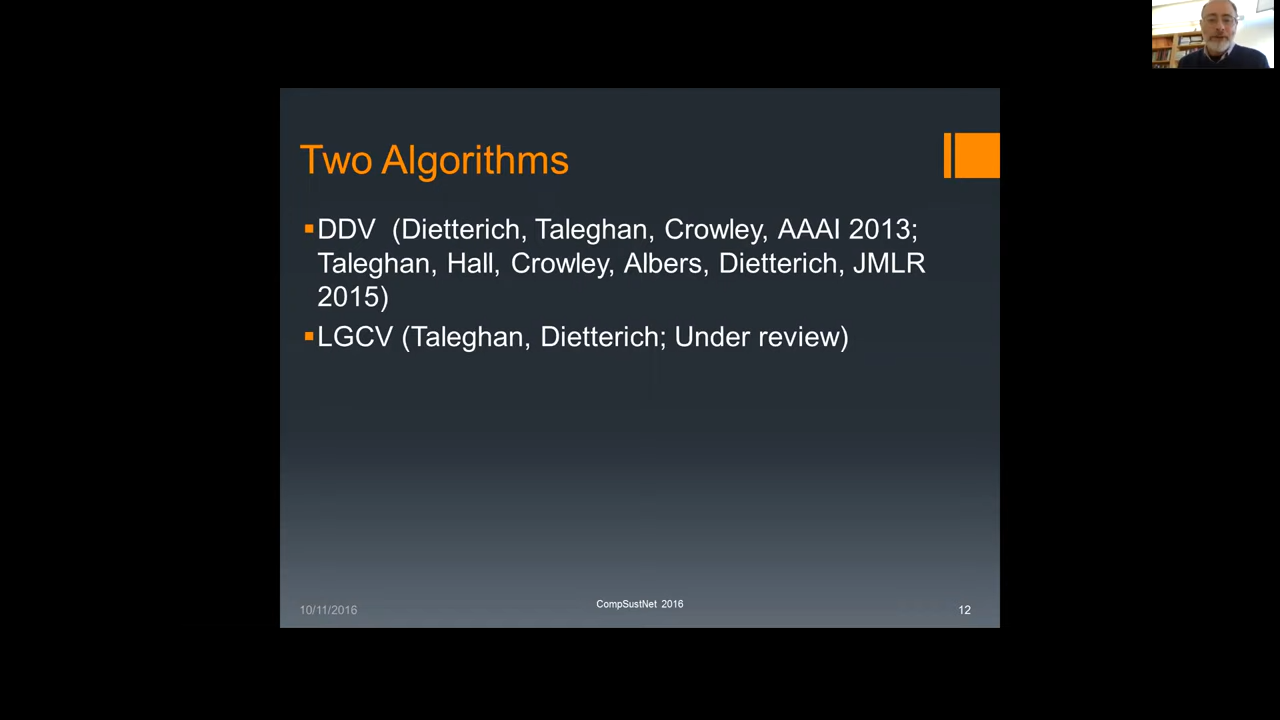 Two Algorithms
DDV (Dietterich, Taleghan, Crowley, AAAI 2013;
Taleghan, Hall, Crowley, Albers, Dietterich, JMLR
2015)
LGCV (Taleghan, Dietterich; Under review)
10/11/2016
CompSustNet 2016
12